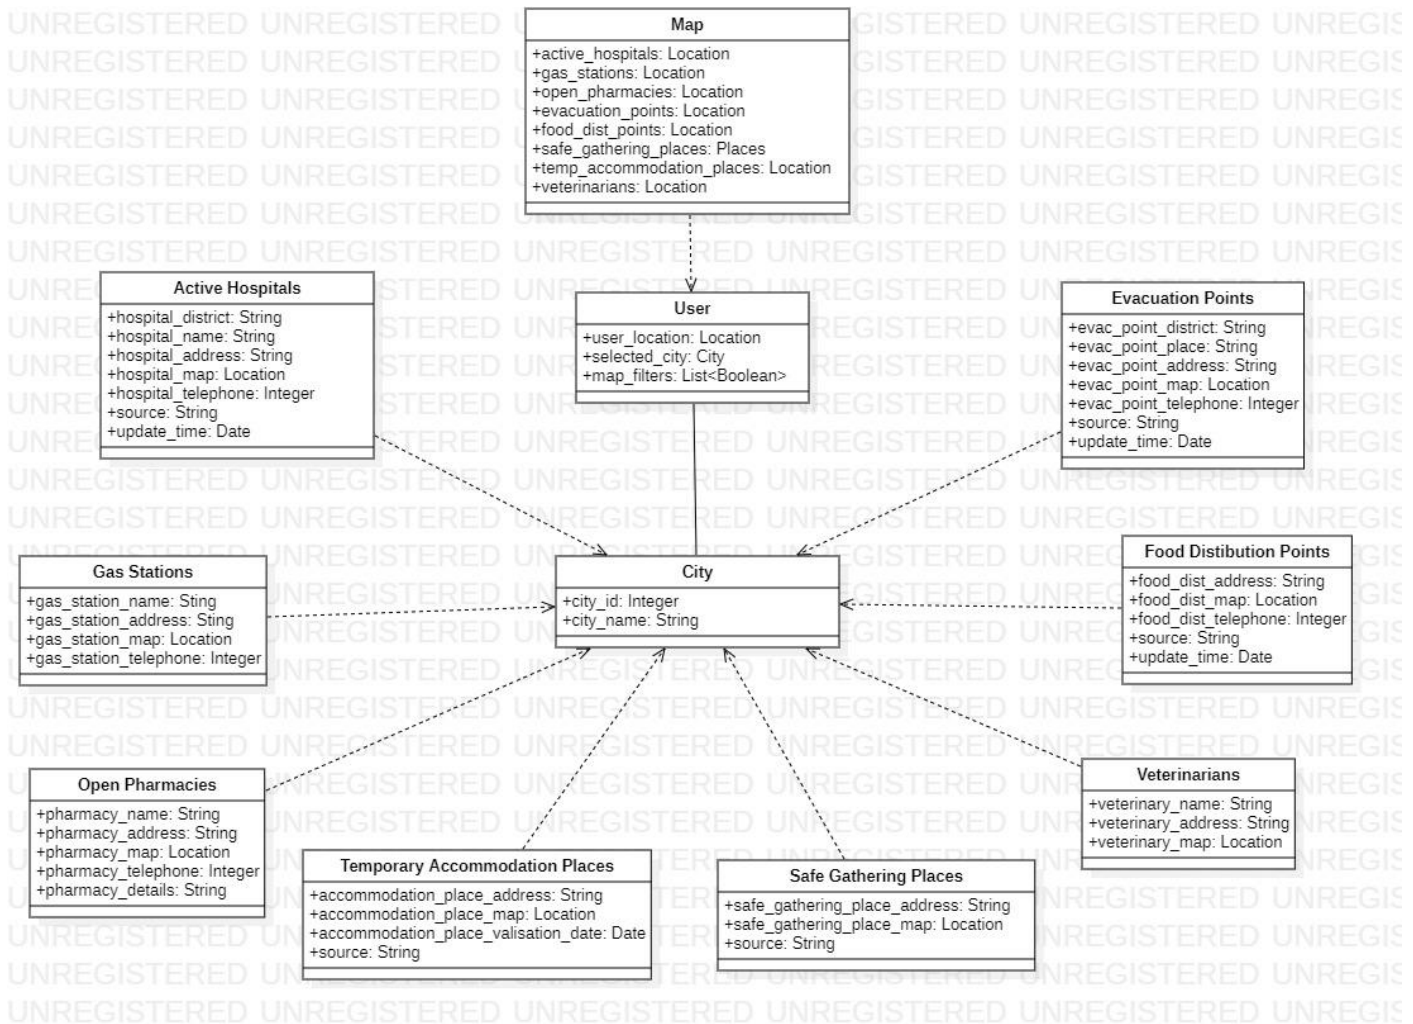 Map
+active_hospitals: Location
+gas_stations: Location
+open_pharmacies: Location
+evacuation_points: Location
+food_dist_points: Location
+safe_gathering_places: Places
+temp_accommodation_places: Location
+veterinarians: Location
Active Hospitals
+hospital_district: String
+hospital_name: String
+hospital_address: String
+hospital_map: Location
+hospital_telephone: Integer
+source: String
+update_time: Date
User
+user_location: Location
+selected_city: City
+map_filters: List<Boolean>
Evacuation Points
+evac_point_district: String
+evac_point_place: String
+evac_point_address: String
+evac_point_map: Location
+evac_point_telephone: Integer
+source: String
+update_time: Date
Gas Stations
+gas_station_name: Sting
+gas_station_address: Sting
+gas_station_map: Location
+gas_station_telephone: Integer
City
+city_id: Integer
+city_name: String
Food Distibution Points
+food_dist_address: String
+food_dist_map: Location
+food_dist_telephone: Integer
+source: String
+update_time: Date
Open Pharmacies
+pharmacy_name: String
+pharmacy_address: String
+pharmacy_map: Location
+pharmacy_telephone: Integer
+pharmacy_details: String
Temporary Accommodation Places
+accommodation_place_address: String
+accommodation_place_map: Location
+accommodation_place_valisation_date: Date
+source: String
Safe Gathering Places
+safe_gathering_place_address: String
+safe_gathering_place_map: Location
+source: String
Veterinarians
+veterinary_name: String
+veterinary_address: String
+veterinary_map: Location
UNREGISTERED